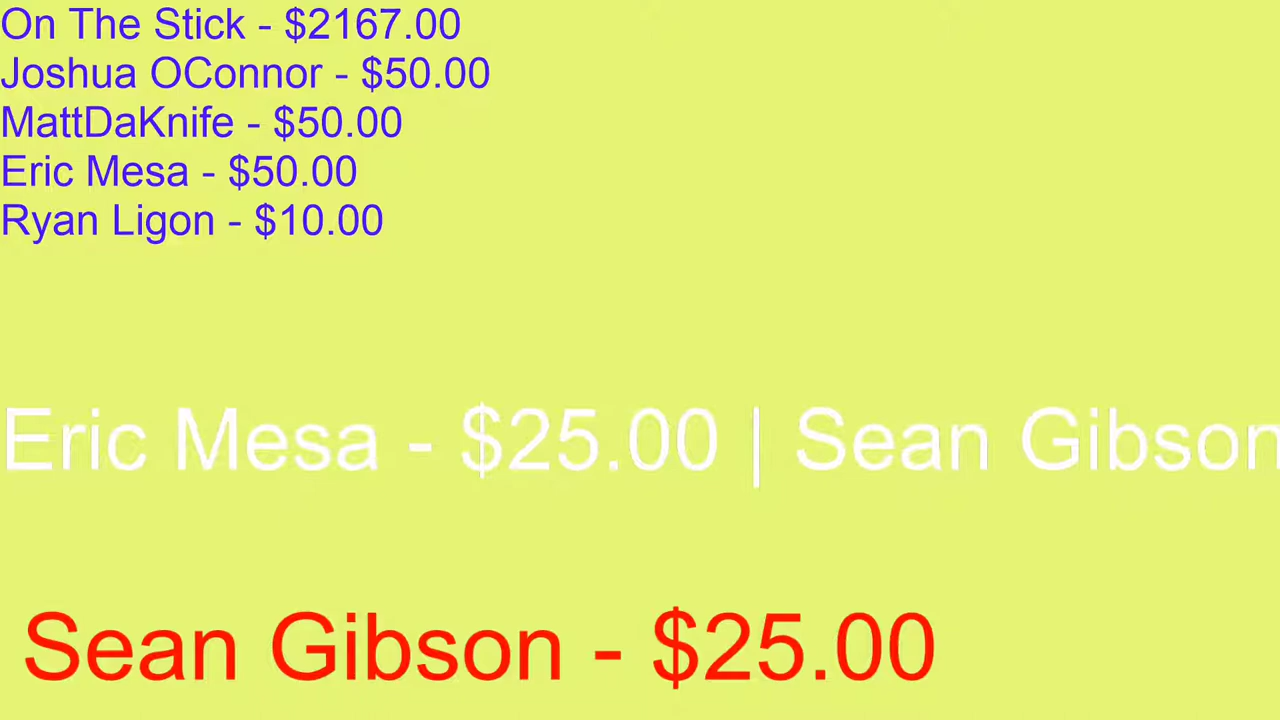 On The Stick - $2167.00
Joshua OConnor - $50.00
MattDaKnife - $50.00
Eric Mesa - $50.00
Ryan Ligon - $10.00
Eric Mesa - $25.00 | Sean Gibson
Sean Gibson - $25.00